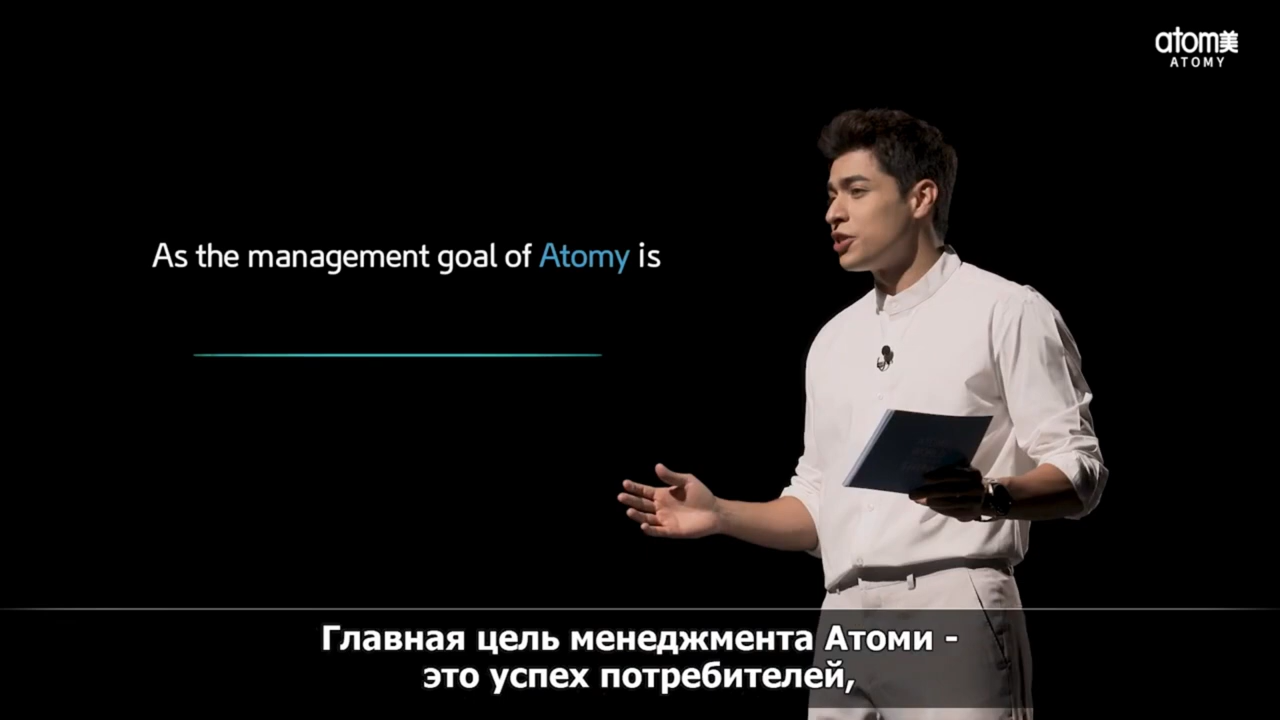 atom美
ATOMY
As the management goal of Atomy is
Главная цель менеджмента Атоми -
это успех потребителей,